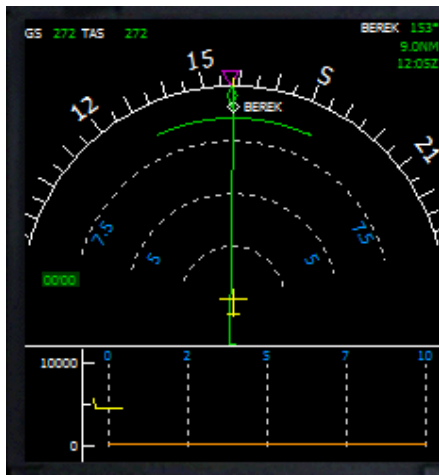 GS 272 TAS 272
BEREK 153°
9.0NM
12:05Z
12 15 S 21
BEREK
7.5 7.5
5 5
00/00
0 2 5 7 10
10000
0